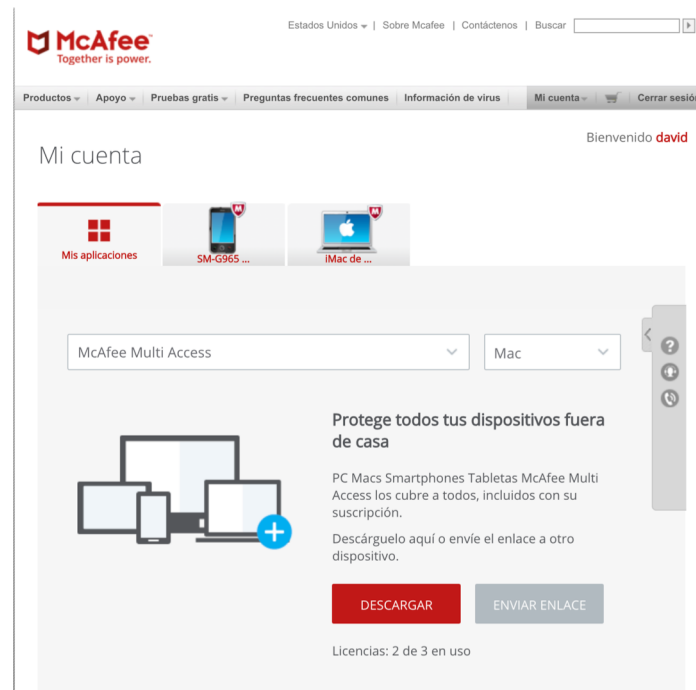 Estados Unidos | Sobre Mcafee | Contáctenos | Buscar
McAfee™
Together is power.
Productos Apoyo Pruebas gratis Preguntas frecuentes comunes Información de virus Mi cuenta Cerrar sesió
Bienvenido david
Mi cuenta
Mis aplicaciones
SM-G965 ...
iMac de ...
McAfee Multi Access
Mac
Protege todos tus dispositivos fuera
de casa
PC Macs Smartphones Tabletas McAfee Multi
Access los cubre a todos, incluidos con su
suscripción.
Descárguelo aquí o envíe el enlace a otro
dispositivo.
DESCARGAR
ENVIAR ENLACE
Licencias: 2 de 3 en uso